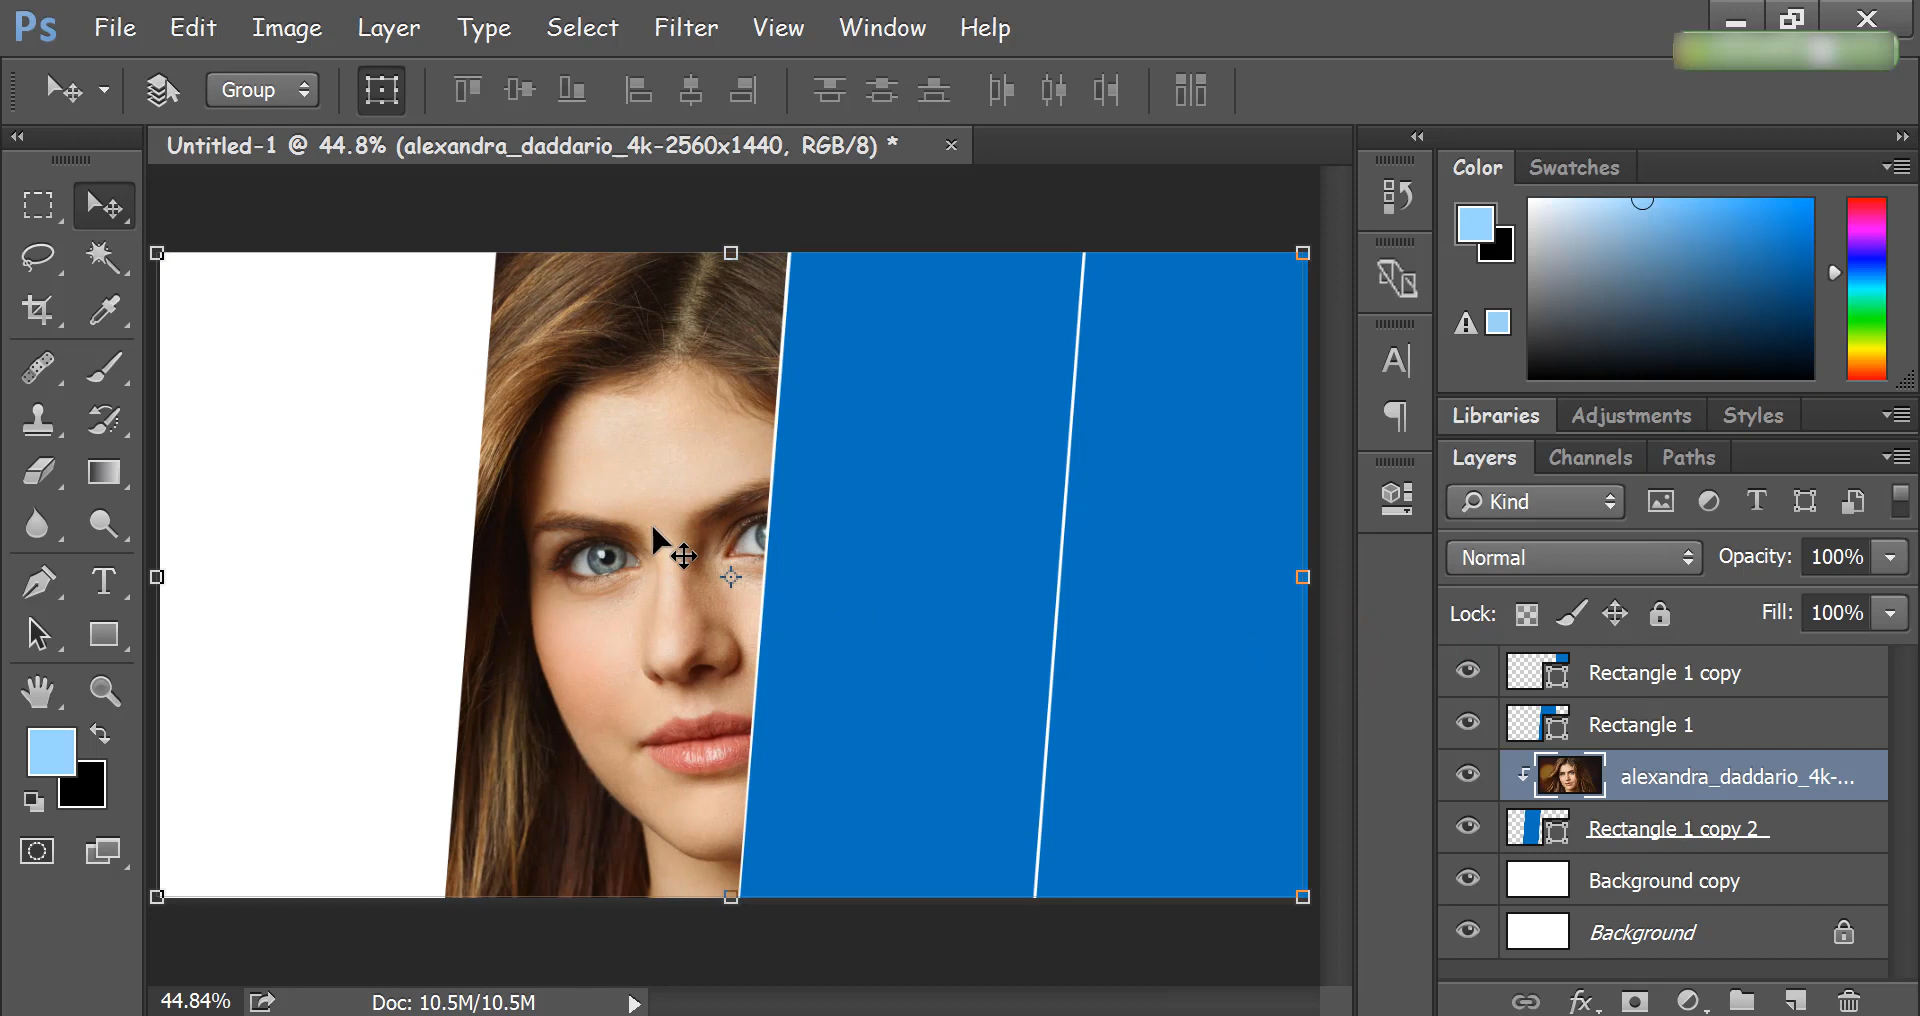 Ps File Edit Image Layer Type Select Filter View Window Help
Group
Untitled-1 @ 44.8% (alexandra_daddario_4k-2560x1440, RGB/8) *
Color Swatches
Libraries Adjustments Styles
Layers Channels Paths
Kind
Normal Opacity: 100%
Lock: Fill: 100%
Rectangle 1 copy
Rectangle 1
alexandra_daddario_4k-...
Rectangle 1 copy 2
Background copy
Background
44.84% Doc: 10.5M/10.5M